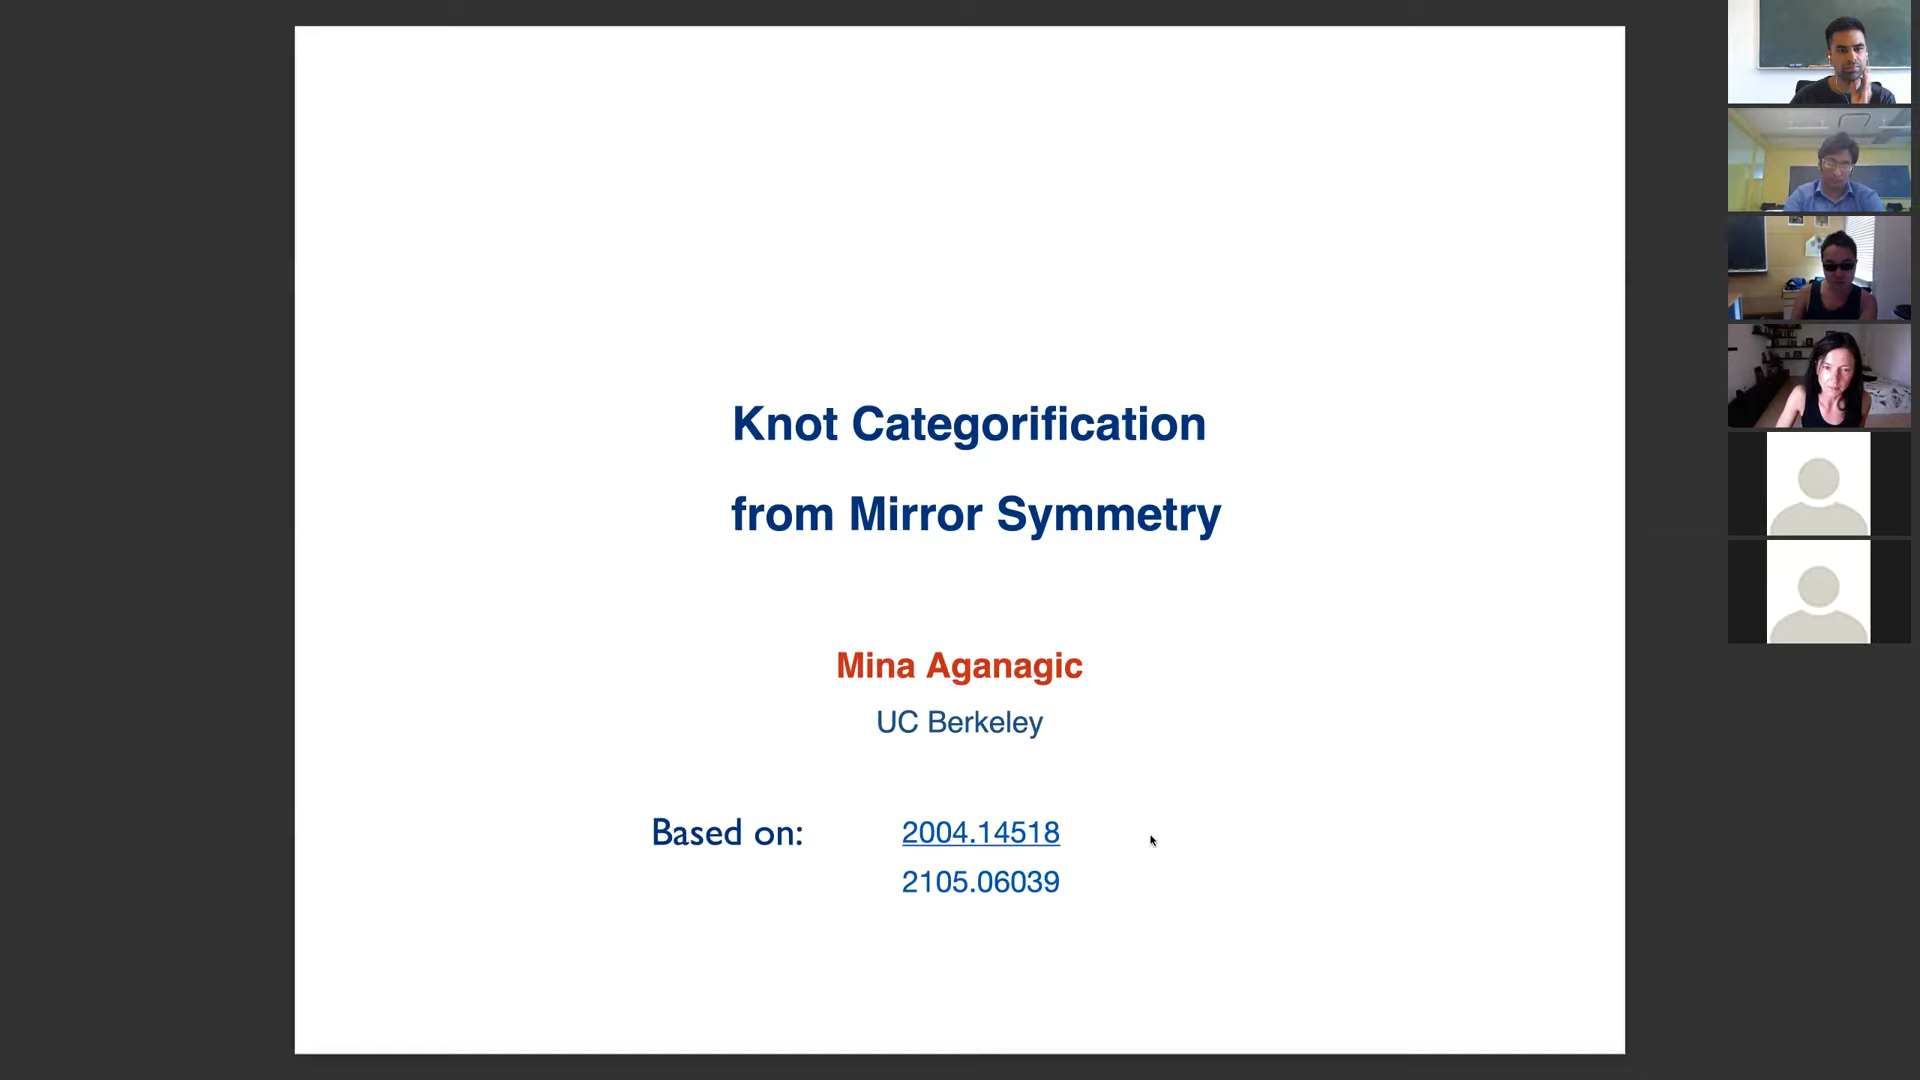 Knot Categorification
from Mirror Symmetry
Mina Aganagic
UC Berkeley
Based on: 2004.14518
2105.06039